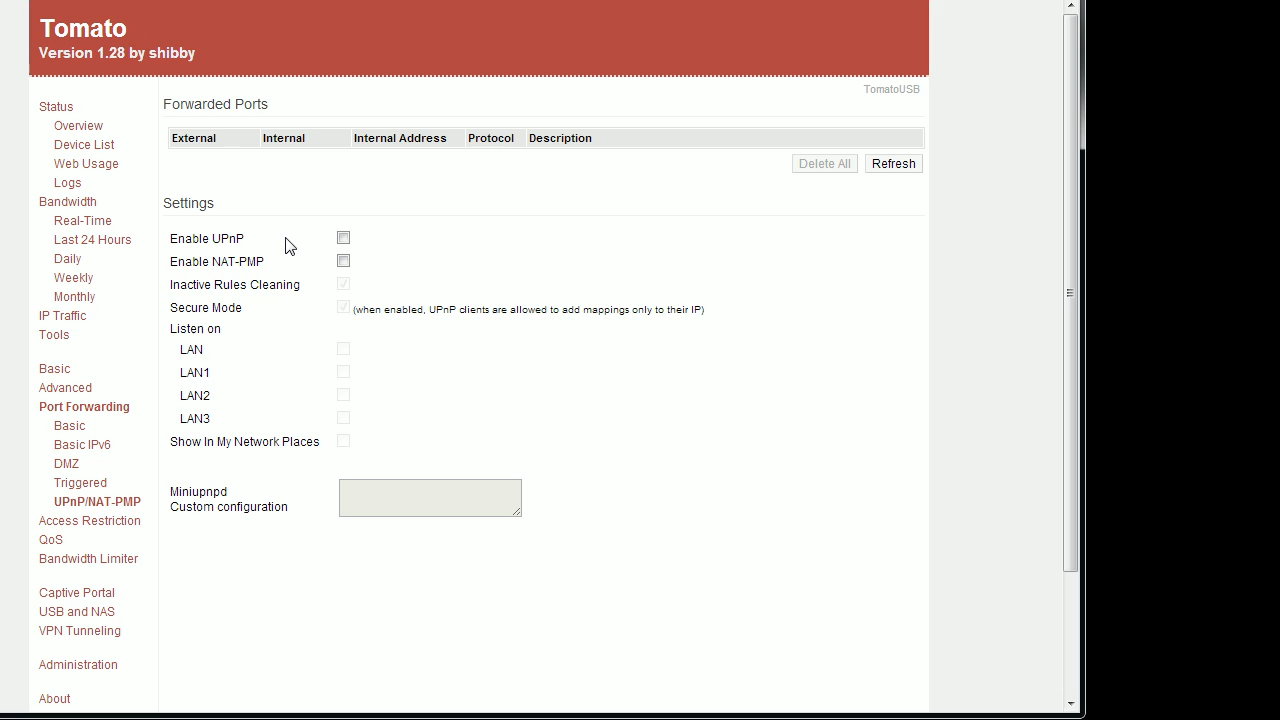 Tomato
Version 1.28 by shibby
TomatoUSB
Status
Overview
Device List
Web Usage
Logs
Bandwidth
Real-Time
Last 24 Hours
Daily
Weekly
Monthly
IP Traffic
Tools
Basic
Advanced
Port Forwarding
Basic
Basic IPv6
DMZ
Triggered
UPnP/NAT-PMP
Access Restriction
QoS
Bandwidth Limiter
Captive Portal
USB and NAS
VPN Tunneling
Administration
About
Forwarded Ports
External Internal Internal Address Protocol Description
Delete All Refresh
Settings
Enable UPnP
Enable NAT-PMP
Inactive Rules Cleaning
Secure Mode (when enabled, UPnP clients are allowed to add mappings only to their IP)
Listen on
LAN
LAN1
LAN2
LAN3
Show In My Network Places
Miniupnpd
Custom configuration